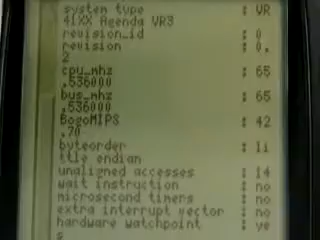 system type : VR
41XX Agenda VR3
revision_id : 0
revision : 0.
2
cpu_mhz : 65
.536000
bus_mhz : 65
.536000
BogoMIPS : 42
.70
byteorder : li
ttle endian
unaligned accesses : 14
wait instruction : no
microsecond timers : no
extra interrupt vector : no
hardware watchpoint : ye
s